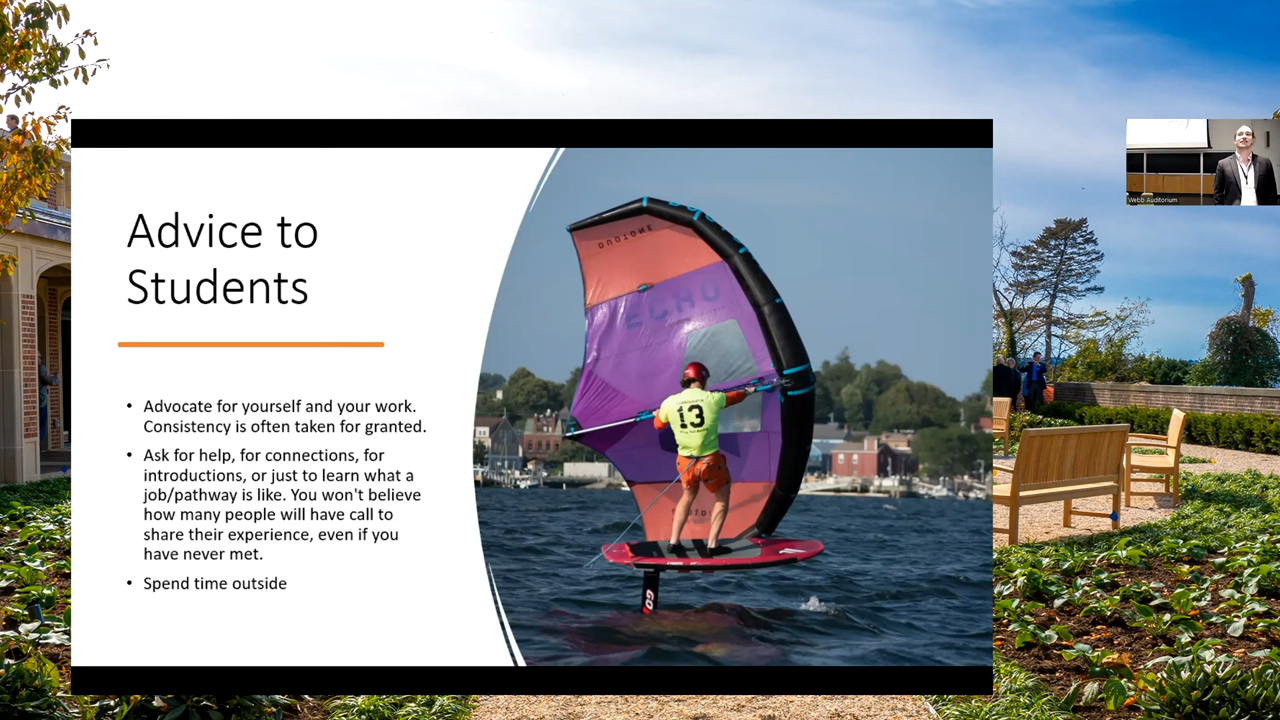 Advice to
Students
Advocate for yourself and your work.
Consistency is often taken for granted.
Ask for help, for connections, for
introductions, or just to learn what a
job/pathway is like. You won't believe
how many people will have call to
share their experience, even if you
have never met.
Spend time outside
DUOTONE
ECHO
13
GO
Webb Auditorium